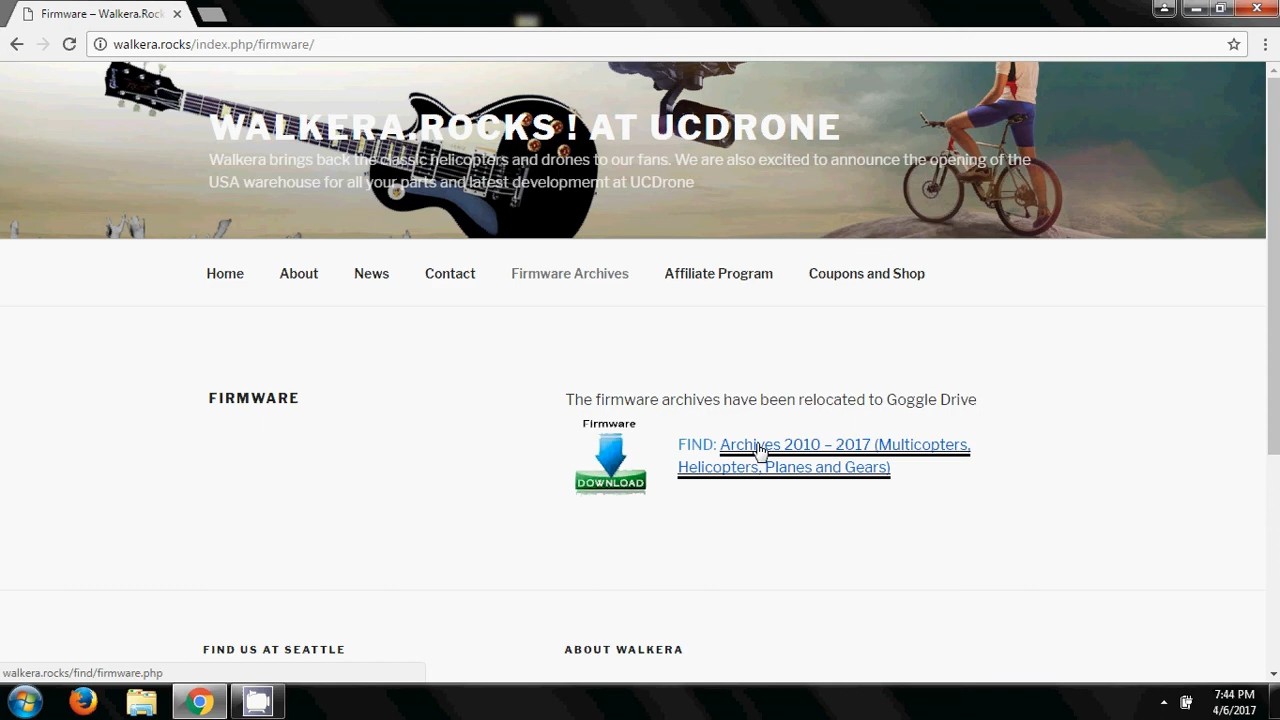 Firmware – Walkera.Rock
walkera.rocks/index.php/firmware/
WALKERA.ROCKS ! AT UCDRONE
Walkera brings back the classic helicopters and drones to our fans. We are also excited to announce the opening of the
USA warehouse for all your parts and latest developmernt at UCDrone
Home About News Contact Firmware Archives Affiliate Program Coupons and Shop
FIRMWARE
The firmware archives have been relocated to Goggle Drive
Firmware
DOWNLOAD
FIND: Archives 2010 – 2017 (Multicopters,
Helicopters, Planes and Gears)
FIND US AT SEATTLE
ABOUT WALKERA
walkera.rocks/find/firmware.php
7:44 PM
4/6/2017